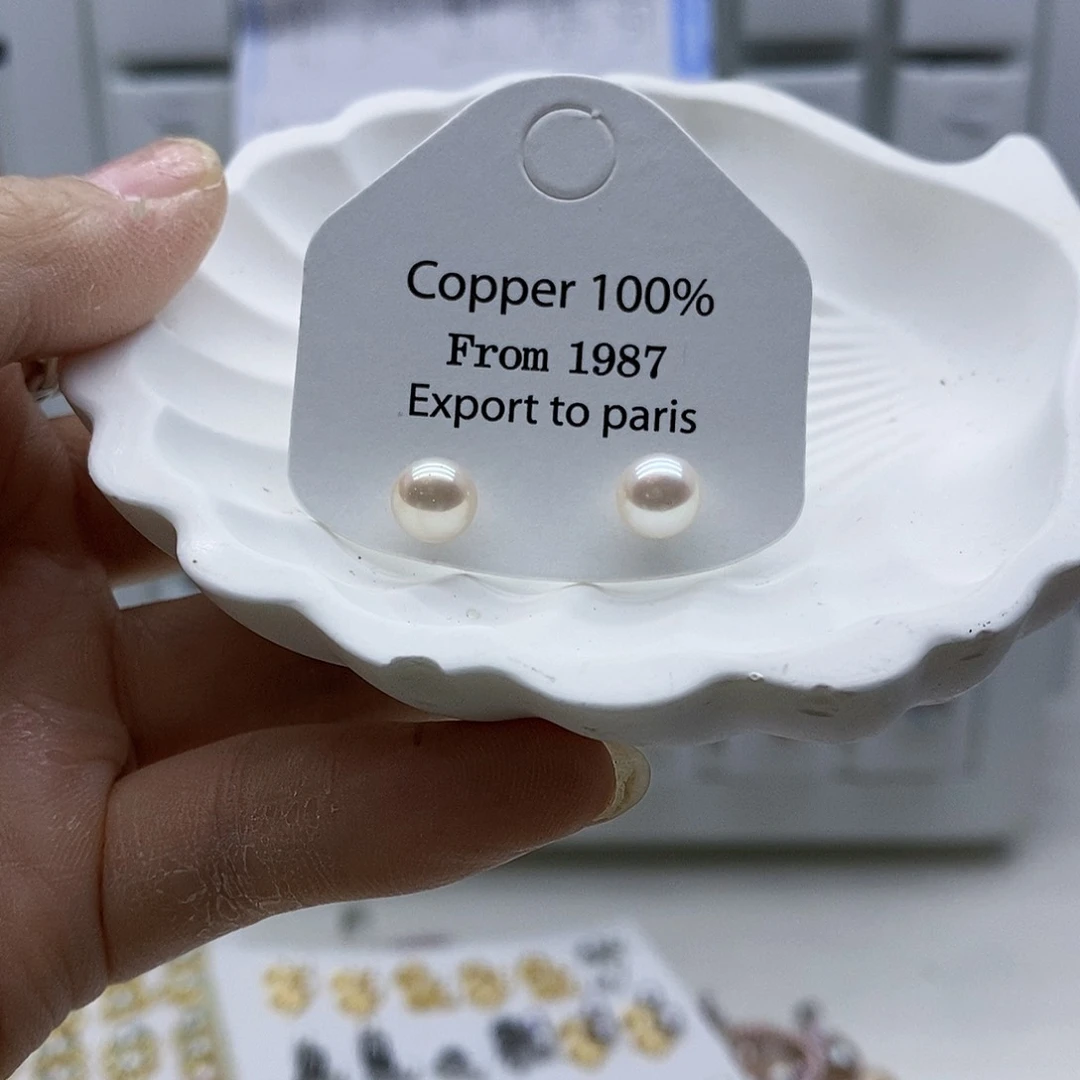 Copper 100%
From 1987
Export to paris